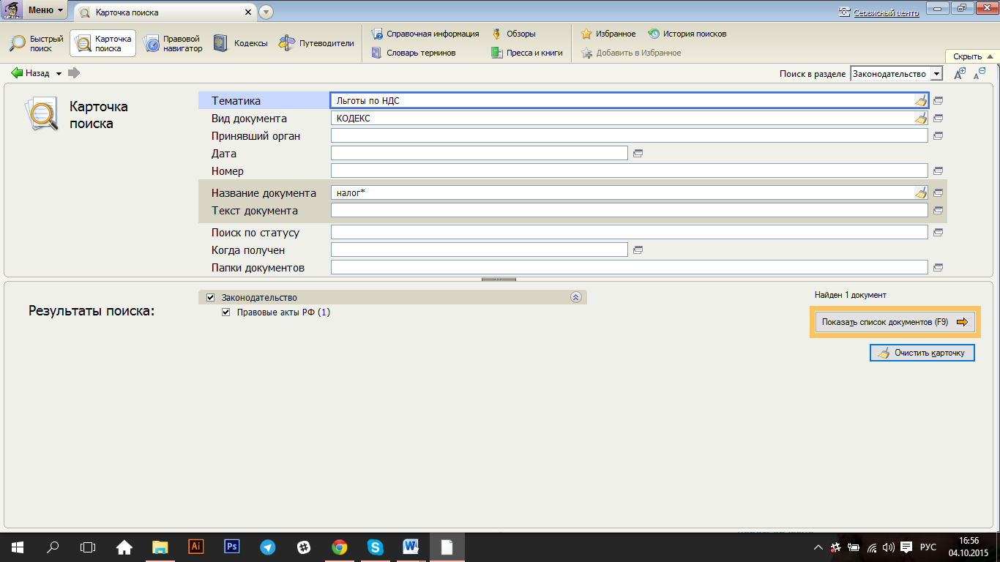 Меню
Карточка поиска
Сервисный центр
Быстрый
поиск
Карточка
поиска
Правовой
навигатор
Кодексы
Путеводители
Справочная информация
Обзоры
Словарь терминов
Пресса и книги
Избранное
История поисков
Добавить в Избранное
Скрыть
Назад
Поиск в разделе Законодательство
Карточка
поиска
Тематика Льготы по НДС
Вид документа КОДЕКС
Принявший орган
Дата
Номер
Название документа налог*
Текст документа
Поиск по статусу
Когда получен
Папки документов
Результаты поиска:
Законодательство
Правовые акты РФ (1)
Найден 1 документ
Показать список документов (F9)
Очистить карточку
Ai
Ps
W
РУС
16:56
04.10.2015